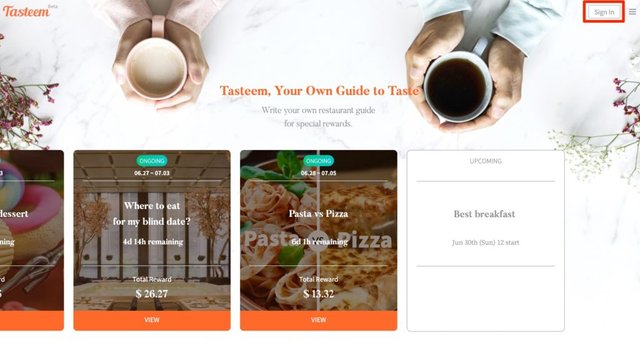 Tasteem
Beta
Sign In
Tasteem, Your Own Guide to Taste
Write your own restaurant guide
for special rewards.
dessert
ONGOING
06.27 ~ 07.03
Where to eat
for my blind date?
4d 14h remaining
Total Reward
$ 26.27
VIEW
ONGOING
06.28 ~ 07.05
Pasta vs Pizza
Pasta Pizza
6d 1h remaining
Total Reward
$ 13.32
VIEW
UPCOMING
Best breakfast
Jun 30th (Sun) 12 start